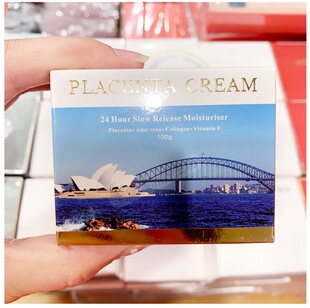 PLACENTA CREAM
24 Hour Slow Release Moisturiser
Placenta • Aloe vera • Collagen • Vitamin E
100g